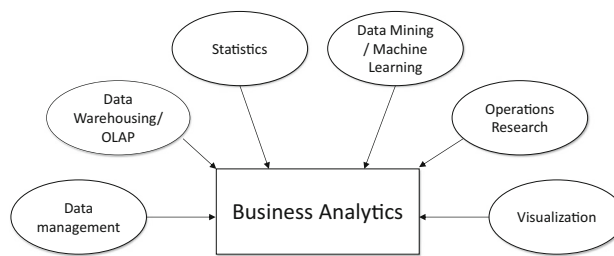 Statistics
Data Mining
/ Machine
Learning
Data
Warehousing/
OLAP
Operations
Research
Data
management
Business Analytics
Visualization